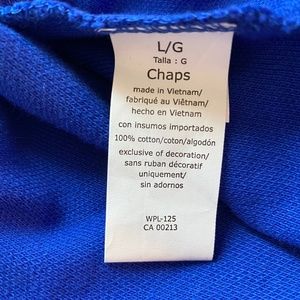 L/G
Talla : G
Chaps
made in Vietnam/
fabriqué au Viêtnam/
hecho en Vietnam
con insumos importados
100% cotton/coton/algodón
exclusive of decoration/
sans ruban décoratif
uniquement/
sin adornos
WPL-125
CA 00213